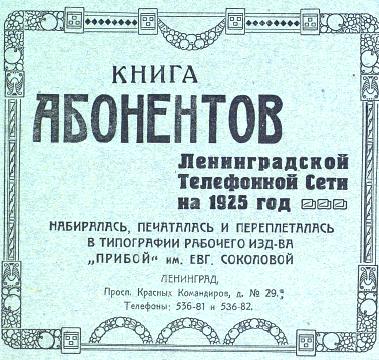 КНИГА
АБОНЕНТОВ
Ленинградской
Телефонной Сети
на 1925 год
НАБИРАЛАСЬ, ПЕЧАТАЛАСЬ И ПЕРЕПЛЕТАЛАСЬ
В ТИПОГРАФИИ РАБОЧЕГО ИЗД-ВА
„ПРИБОЙ" им. ЕВГ. СОКОЛОВОЙ
ЛЕНИНГРАД,
Просп. Красных Командиров, д. № 29.
Телефоны: 536-81 и 536-82.